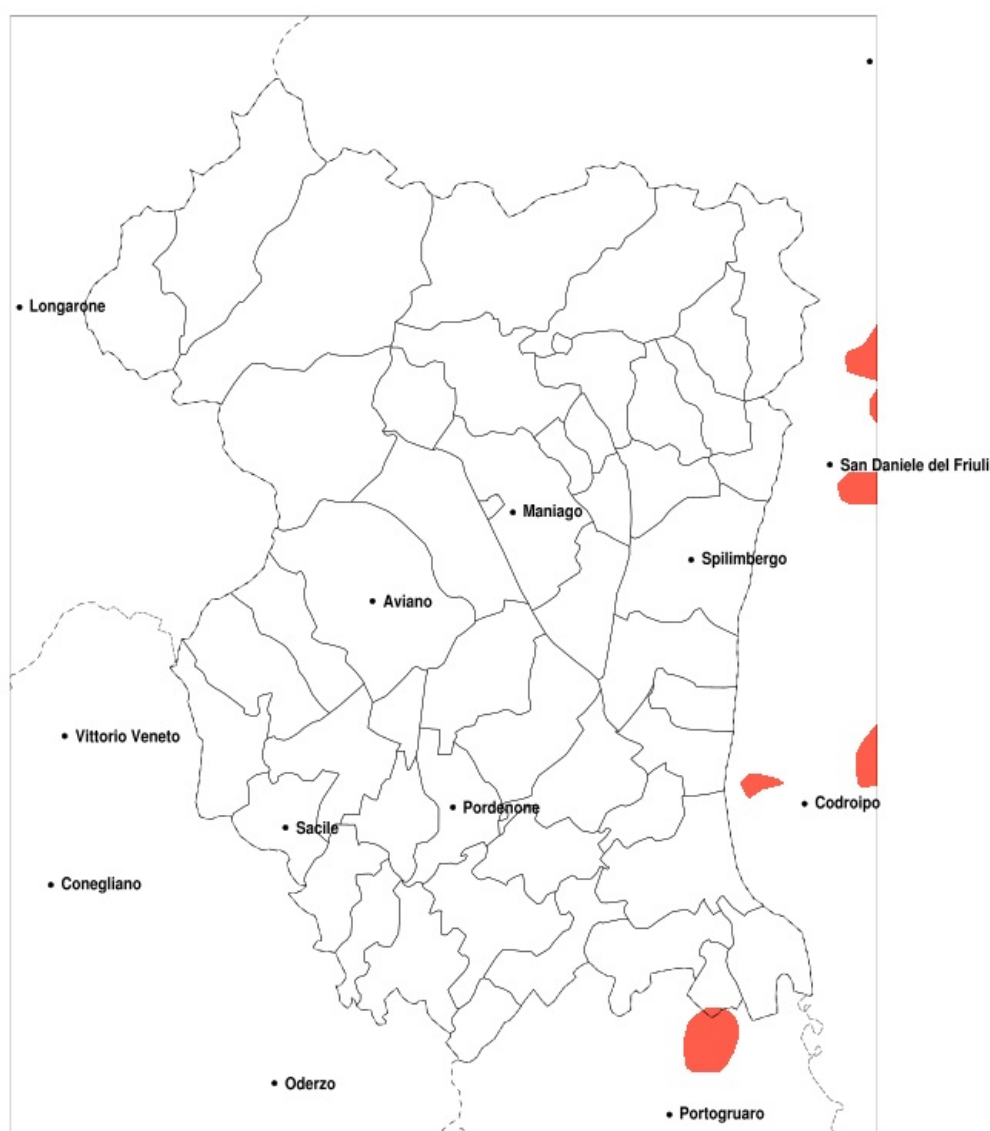 Longarone
San Daniele del Friuli
Maniago
Spilimbergo
Aviano
Vittorio Veneto
Codroipo
Pordenone
Sacile
Conegliano
Oderzo
Portogruaro